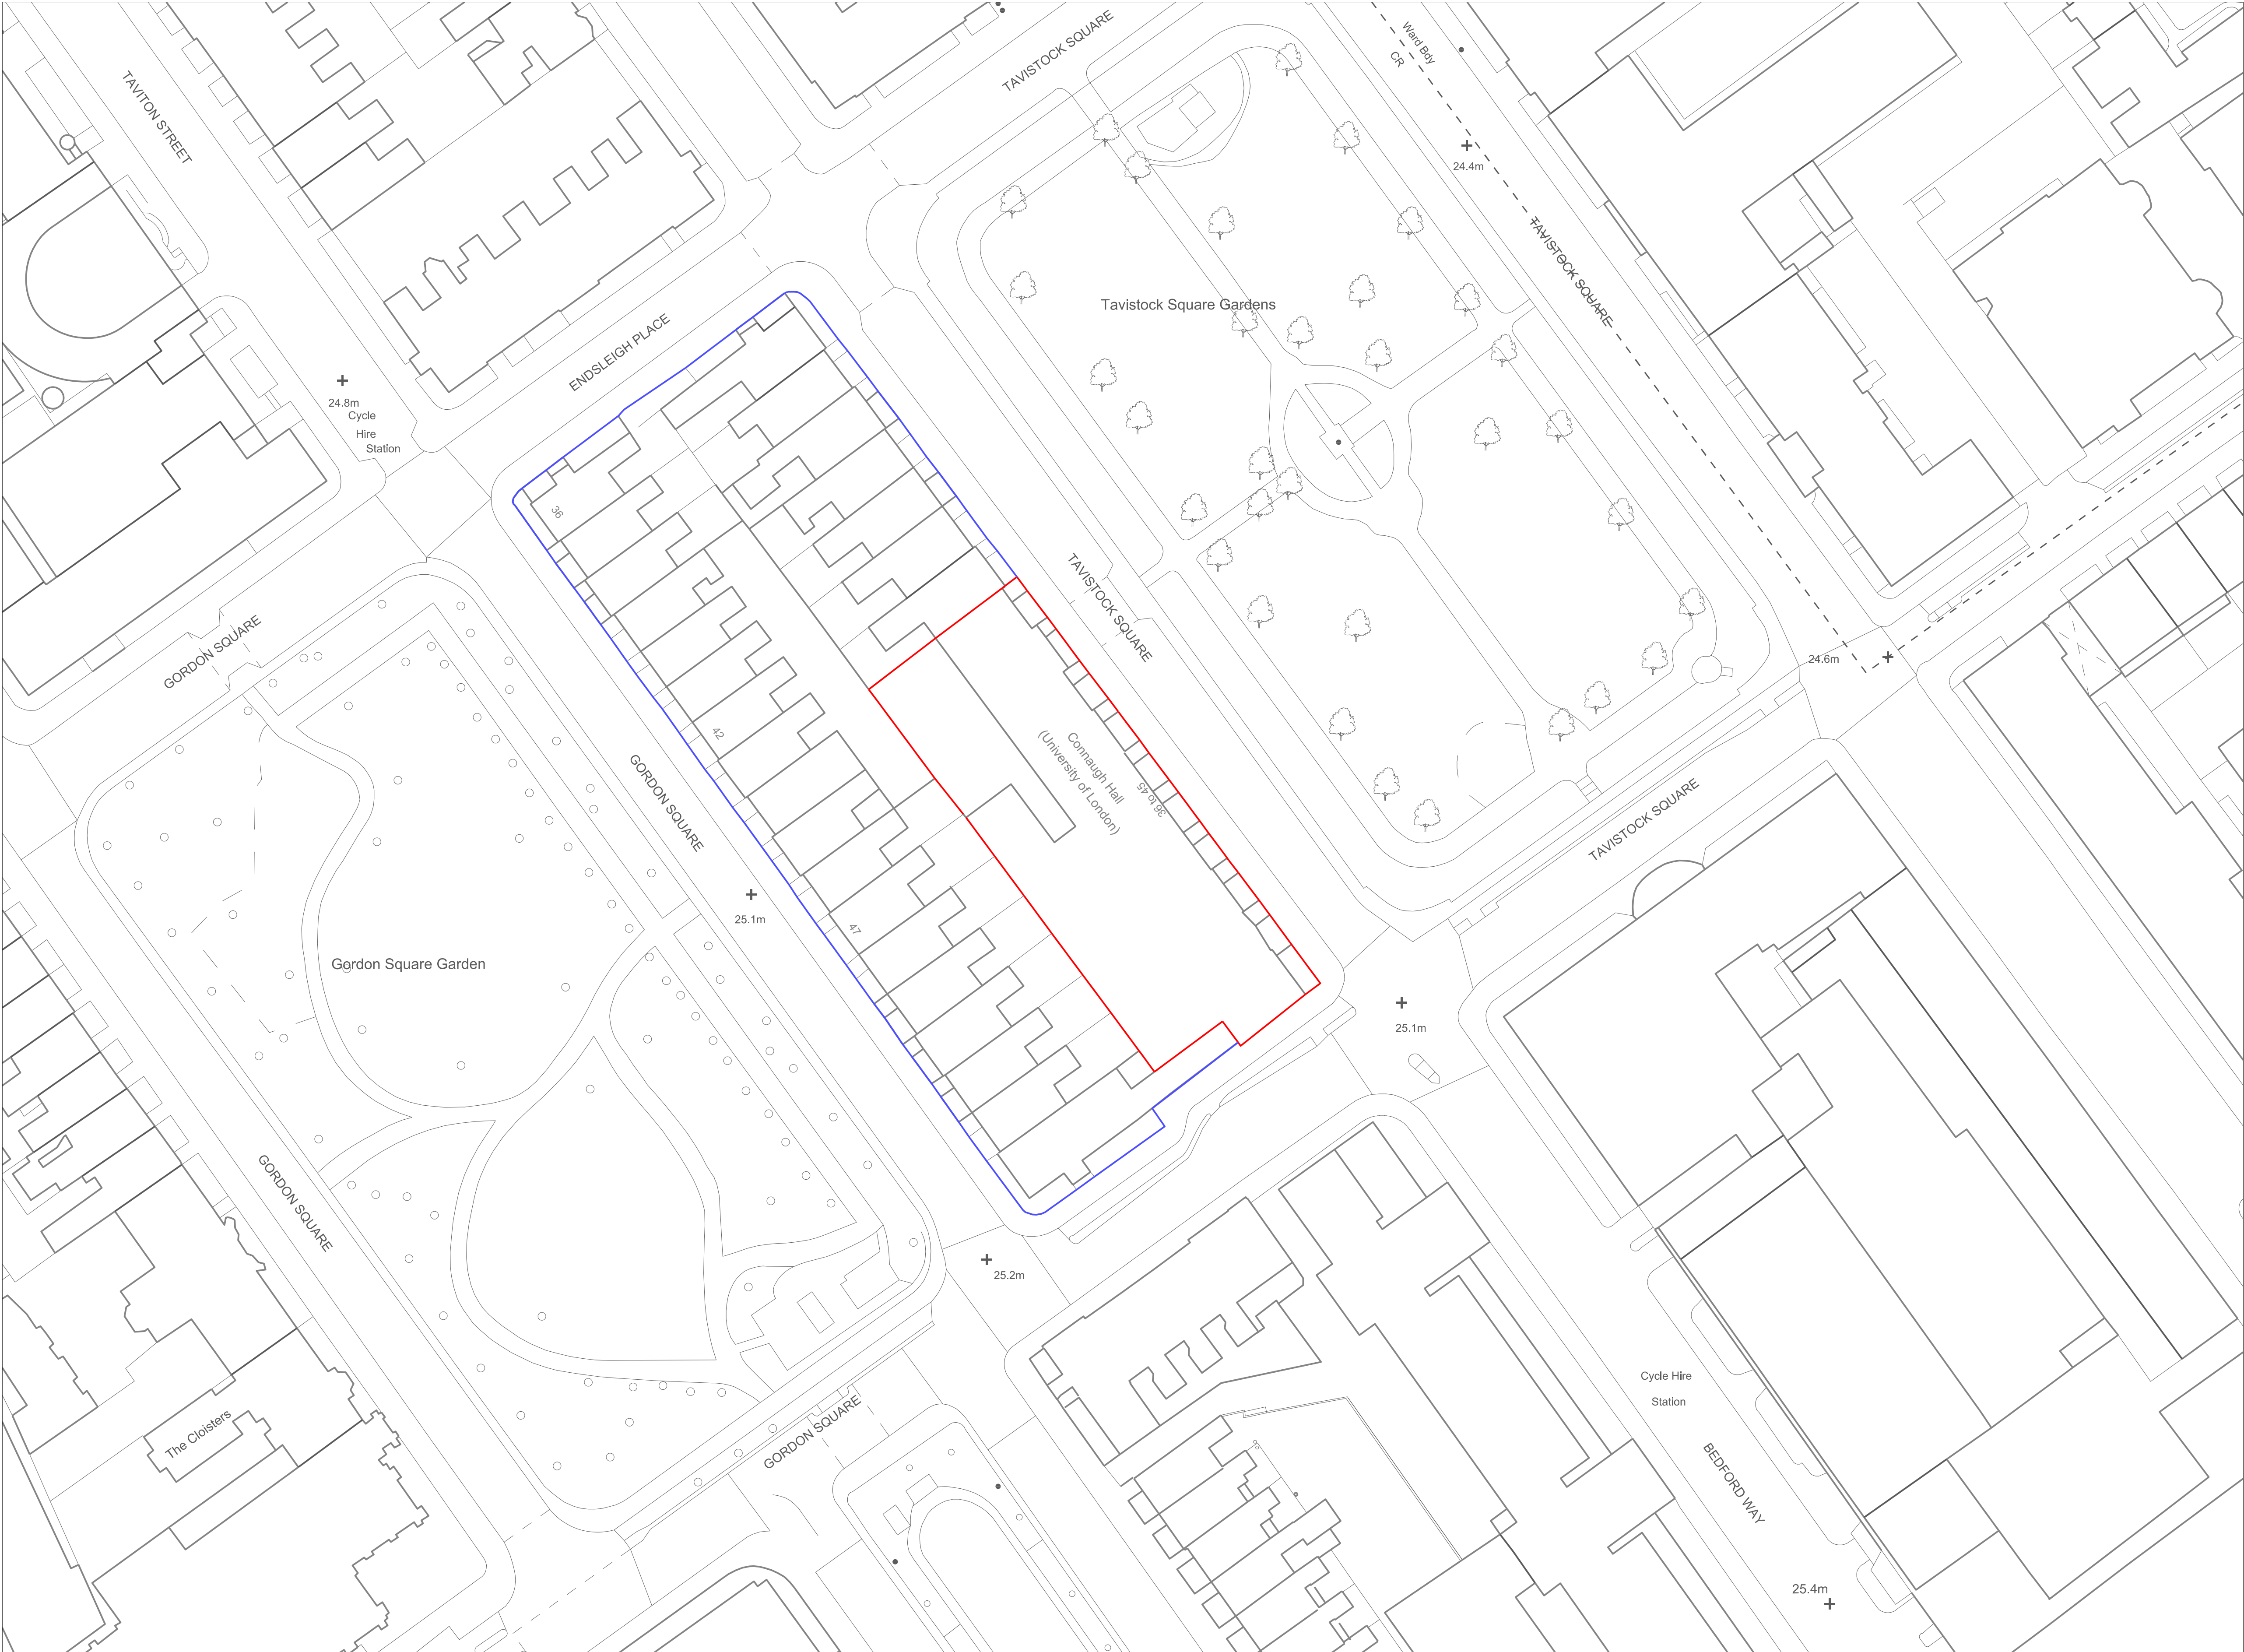 TAVITON STREET
TAVISTOCK SQUARE
Ward Bdy
CR
24.4m
TAVISTOCK SQUARE
Tavistock Square Gardens
ENDSLEIGH PLACE
24.8m
Cycle
Hire
Station
36
GORDON SQUARE
TAVISTOCK SQUARE
24.6m
42
Connaugh Hall
(University of London)
36 to 45
GORDON SQUARE
TAVISTOCK SQUARE
25.1m
47
Gordon Square Garden
25.1m
GORDON SQUARE
25.2m
Cycle Hire
Station
The Cloisters
GORDON SQUARE
BEDFORD WAY
25.4m